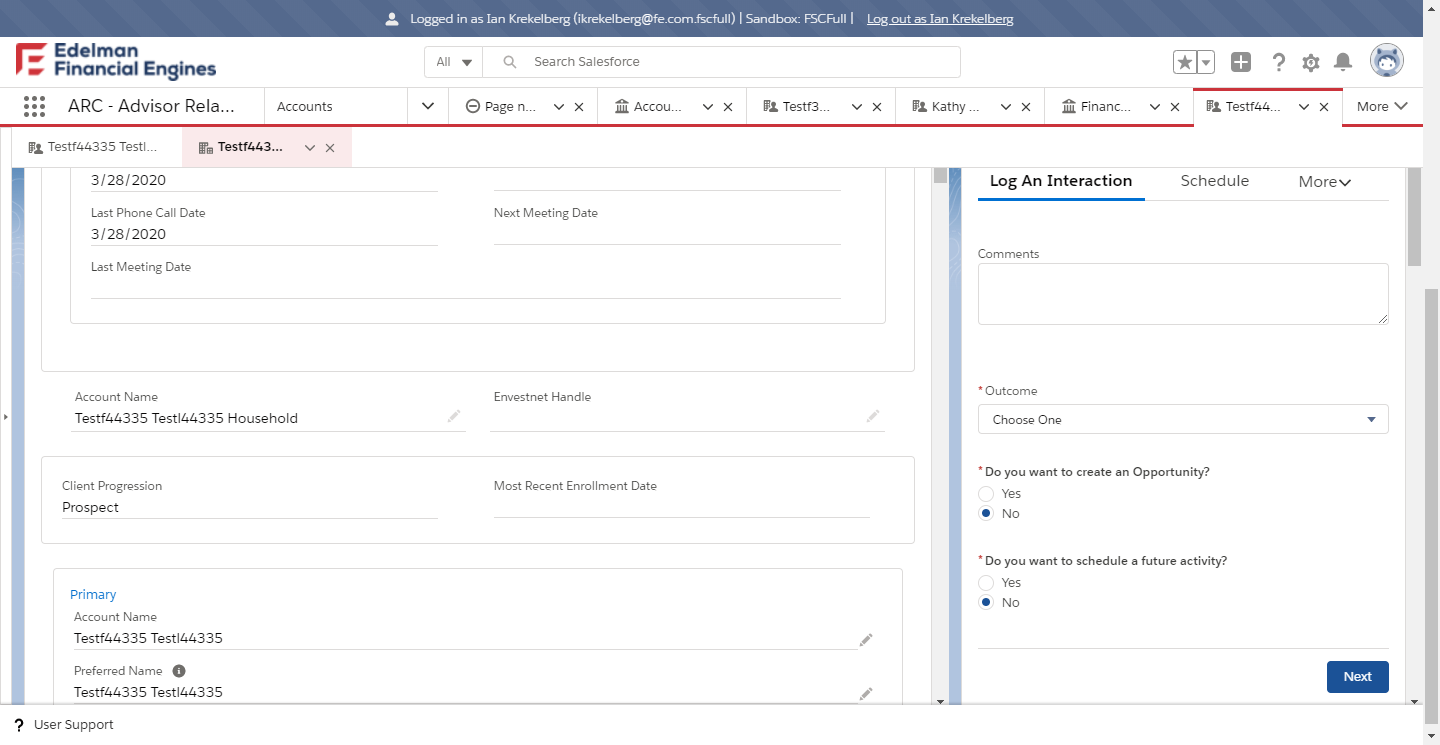 Logged in as Ian Krekelberg (ikrekelberg@fe.com.fscfull) | Sandbox: FSCFull | Log out as Ian Krekelberg
Edelman
Financial Engines
All
Search Salesforce
ARC - Advisor Rela...
Accounts
Page n...
Accou...
Testf3...
Kathy ...
Financ...
Testf44...
More
Testf44335 Testl...
Testf443...
3/28/2020
Last Phone Call Date
Next Meeting Date
3/28/2020
Last Meeting Date
Account Name
Envestnet Handle
Testf44335 Testl44335 Household
Client Progression
Most Recent Enrollment Date
Prospect
Primary
Account Name
Testf44335 Testl44335
Preferred Name
Testf44335 Testl44335
Log An Interaction
Schedule
More
Comments
*Outcome
Choose One
*Do you want to create an Opportunity?
Yes
No
*Do you want to schedule a future activity?
Yes
No
Next
? User Support